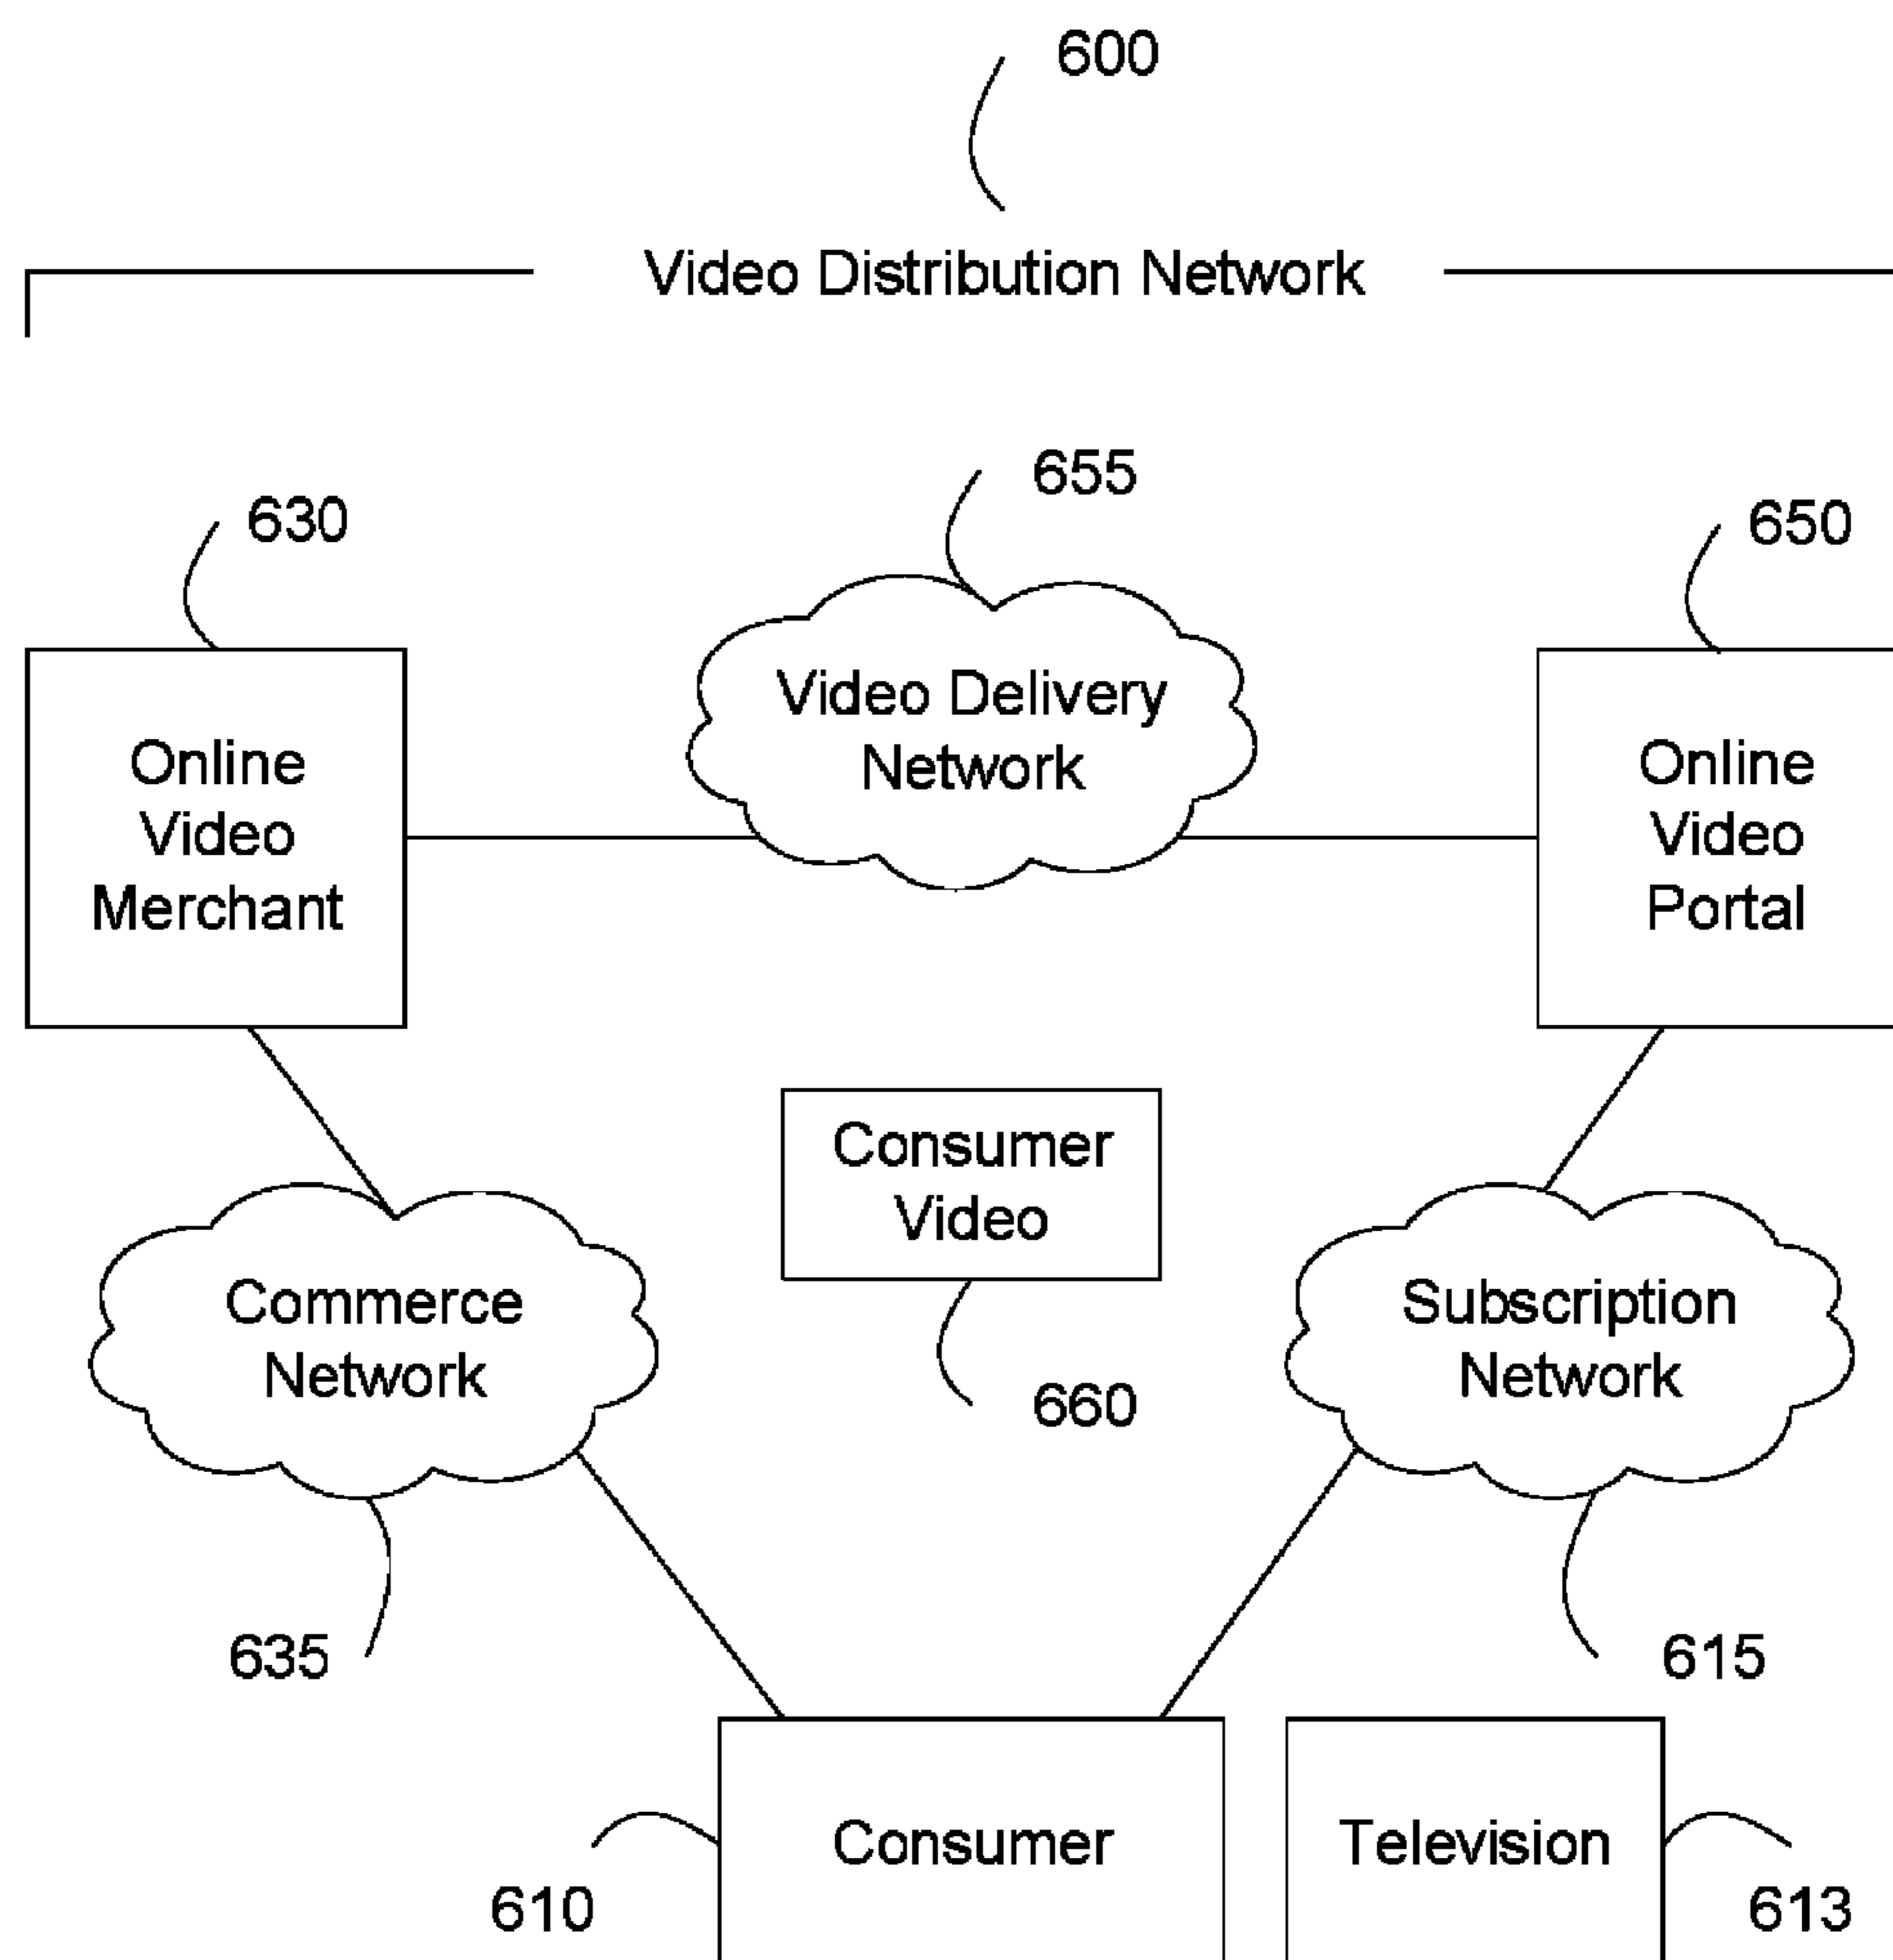 600
Video Distribution Network
655
630
650
Video Delivery
Network
Online
Video
Merchant
Online
Video
Portal
Consumer
Video
660
Commerce
Network
Subscription
Network
635
615
Consumer
Television
610
613